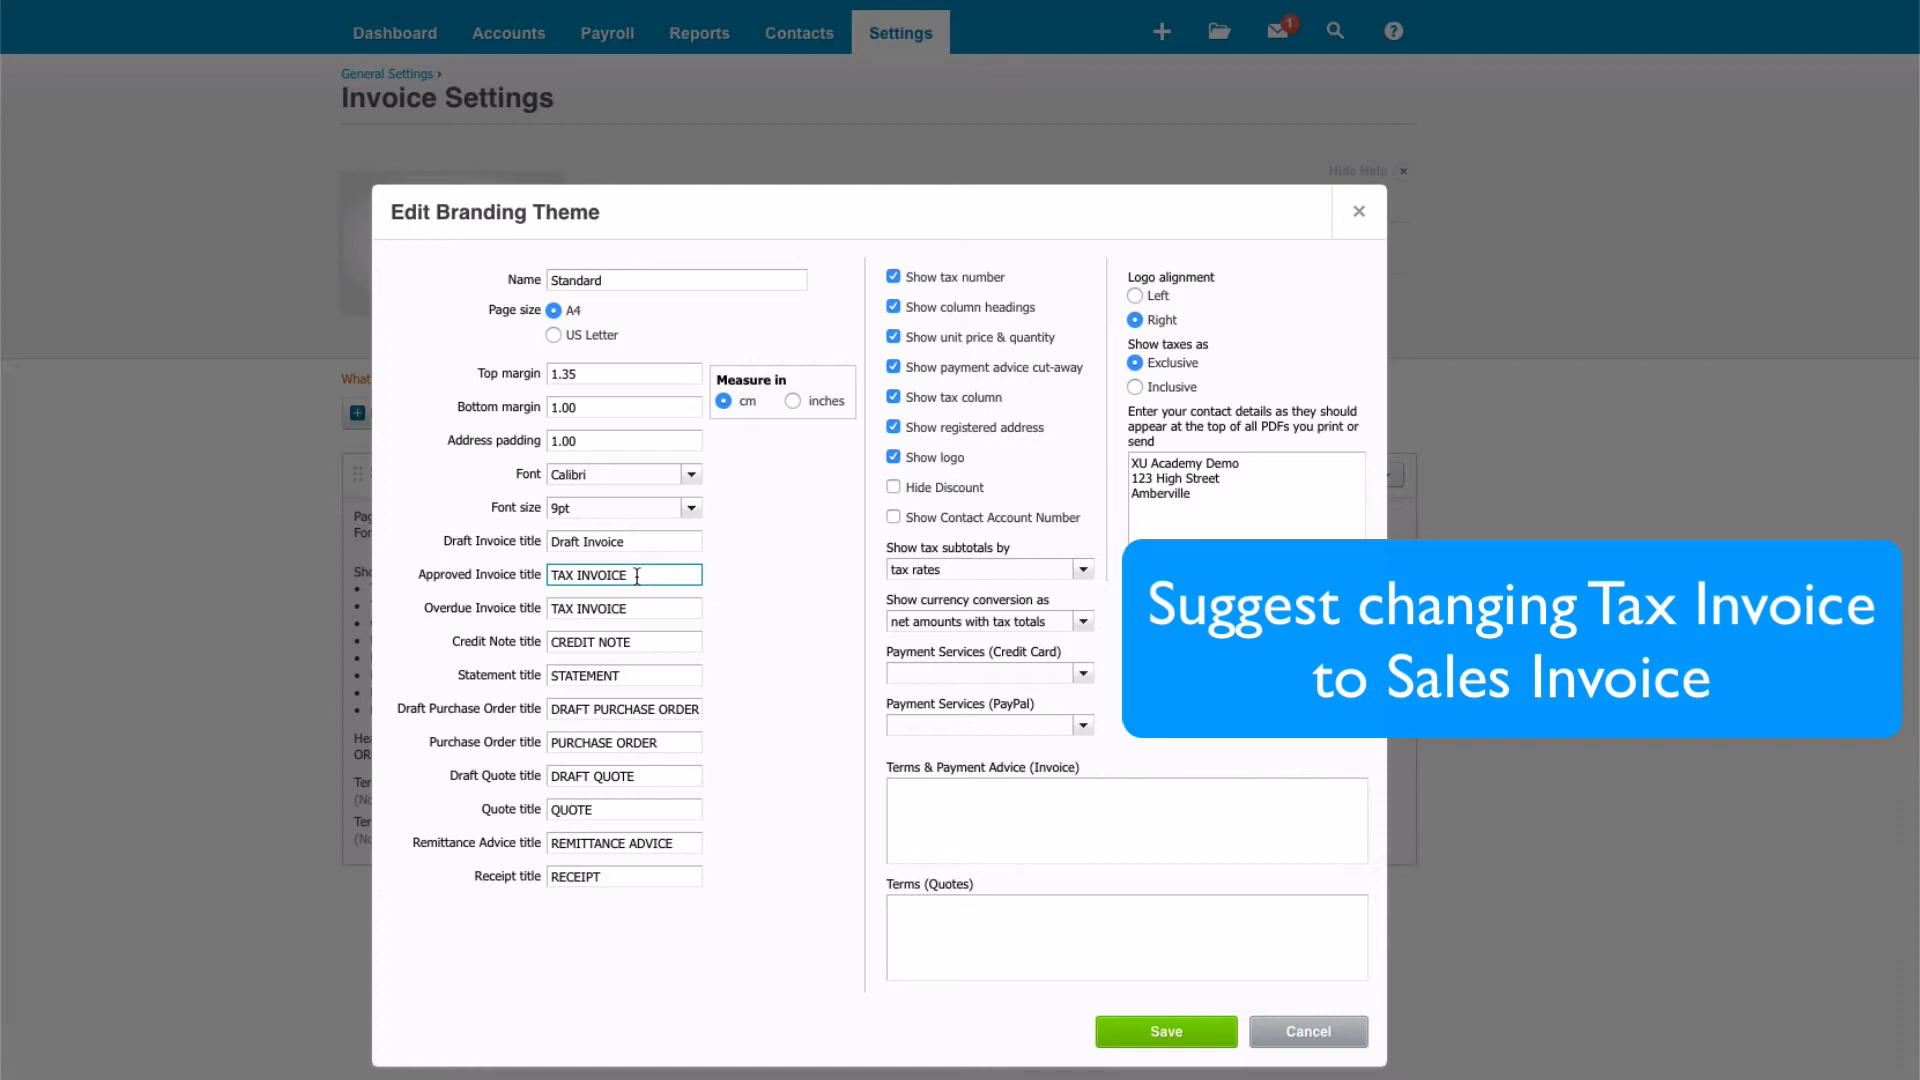 Dashboard
Accounts
Payroll
Reports
Contacts
Settings
1
General Settings ›
Invoice Settings
Hide Help
Edit Branding Theme
Name
Standard
Page size
A4
US Letter
Top margin
1.35
Measure in
cm
inches
Bottom margin
1.00
Address padding
1.00
Font
Calibri
Font size
9pt
Draft Invoice title
Draft Invoice
Approved Invoice title
TAX INVOICE
Overdue Invoice title
TAX INVOICE
Credit Note title
CREDIT NOTE
Statement title
STATEMENT
Draft Purchase Order title
DRAFT PURCHASE ORDER
Purchase Order title
PURCHASE ORDER
Draft Quote title
DRAFT QUOTE
Quote title
QUOTE
Remittance Advice title
REMITTANCE ADVICE
Receipt title
RECEIPT
Show tax number
Show column headings
Show unit price & quantity
Show payment advice cut-away
Show tax column
Show registered address
Show logo
Hide Discount
Show Contact Account Number
Show tax subtotals by
tax rates
Show currency conversion as
net amounts with tax totals
Payment Services (Credit Card)
Payment Services (PayPal)
Logo alignment
Left
Right
Show taxes as
Exclusive
Inclusive
Enter your contact details as they should
appear at the top of all PDFs you print or
send
XU Academy Demo
123 High Street
Amberville
Suggest changing Tax Invoice
to Sales Invoice
Terms & Payment Advice (Invoice)
Terms (Quotes)
Save
Cancel
What